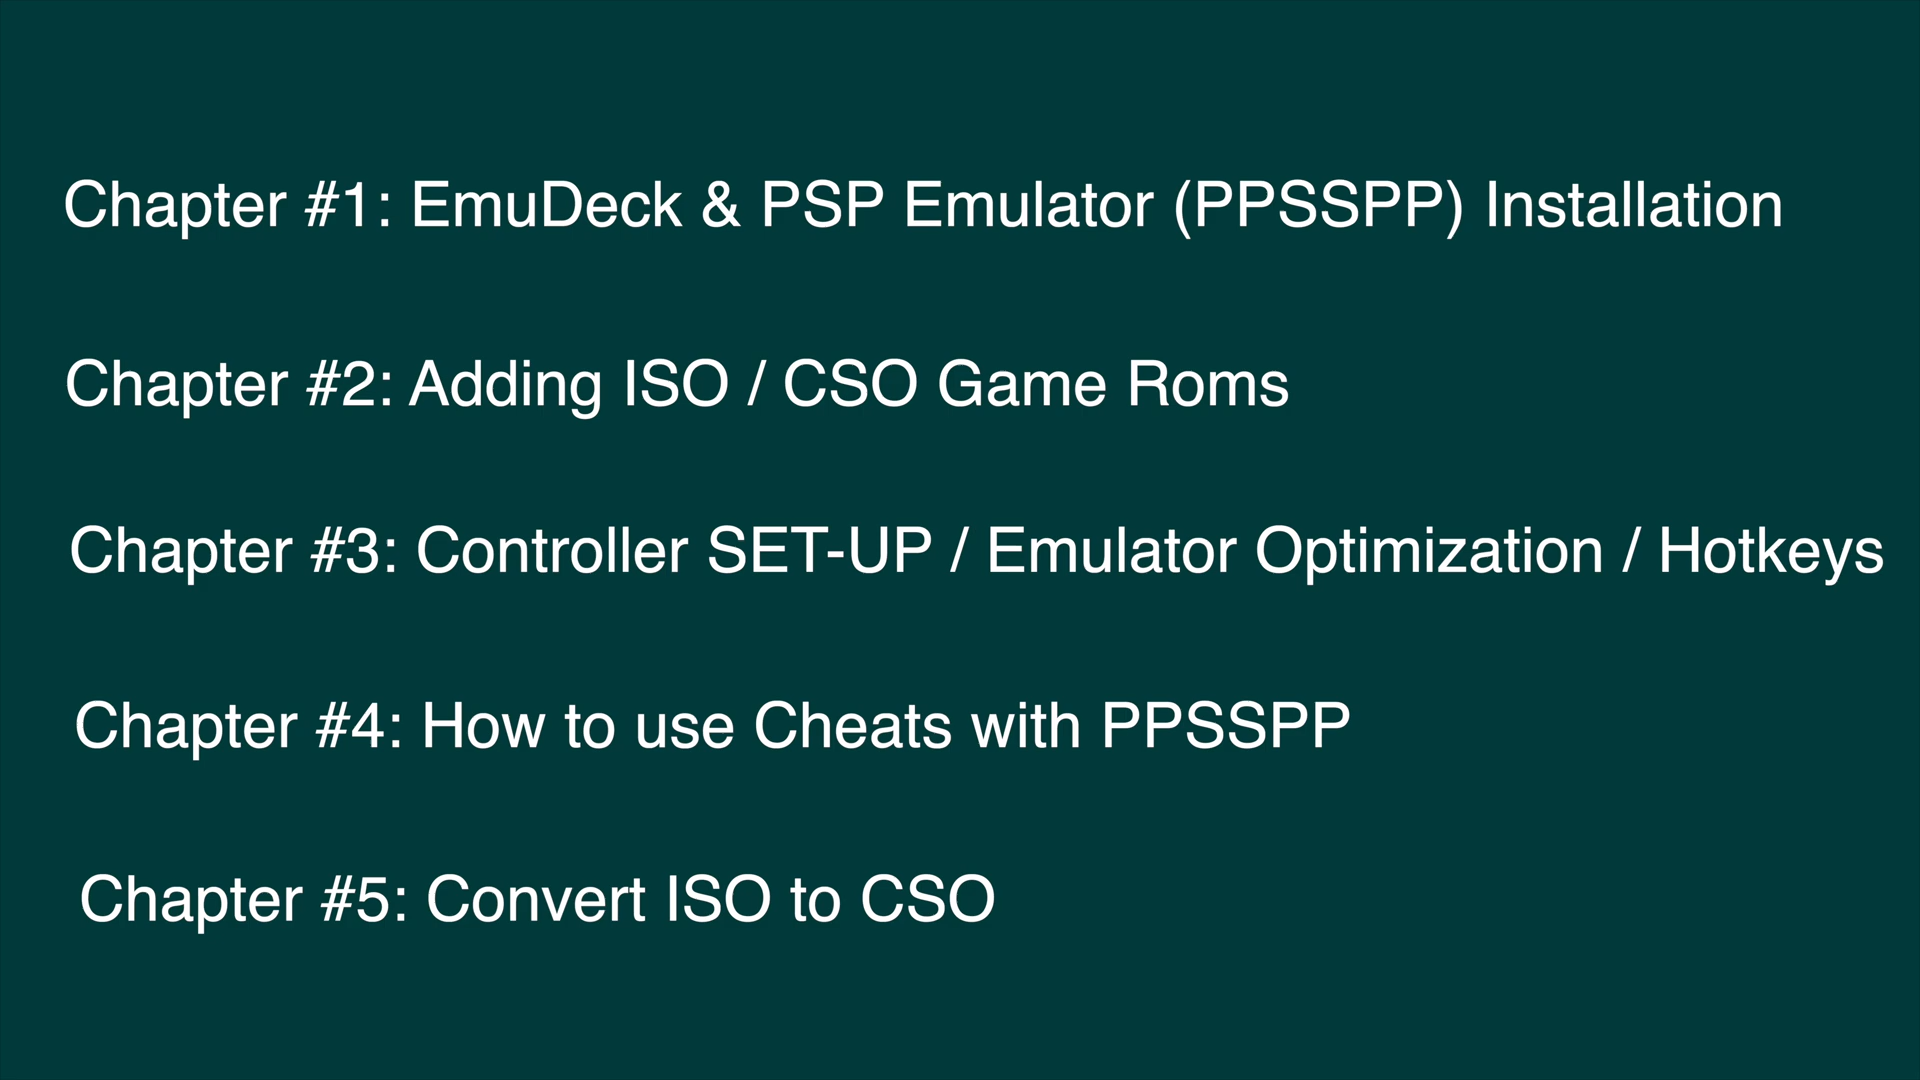 Chapter #1: EmuDeck & PSP Emulator (PPSSPP) Installation
Chapter #2: Adding ISO / CSO Game Roms
Chapter #3: Controller SET-UP / Emulator Optimization / Hotkeys
Chapter #4: How to use Cheats with PPSSPP
Chapter #5: Convert ISO to CSO